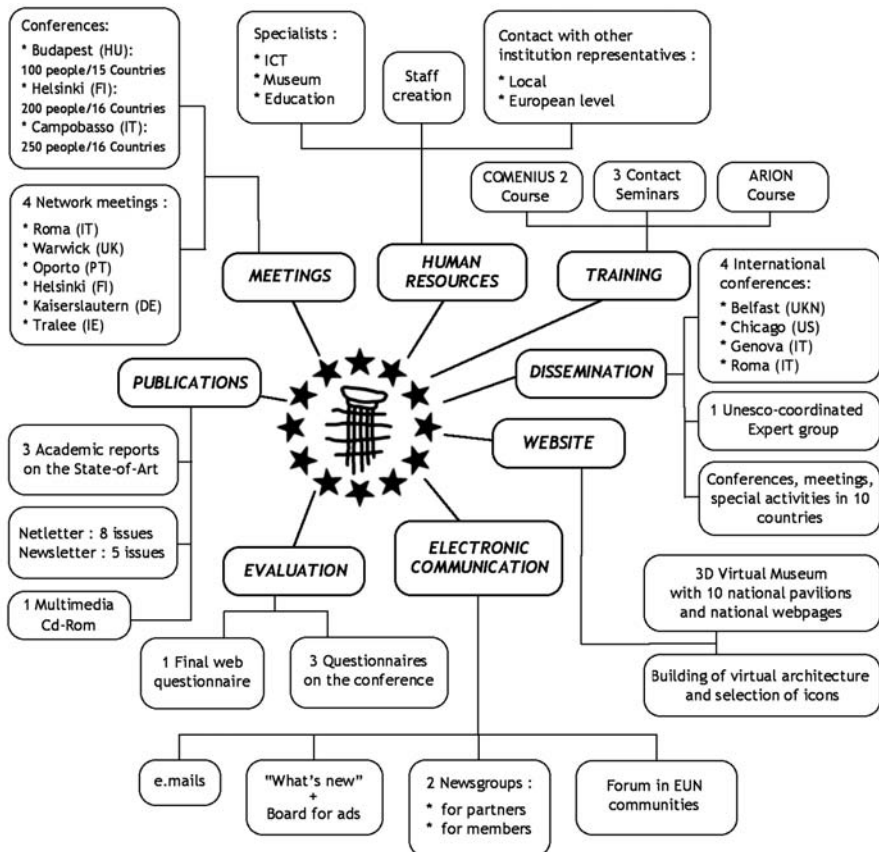 Conferences:
* Budapest (HU):
100 people/15 Countries
* Helsinki (FI):
200 people/16 Countries
* Campobasso (IT):
250 people/16 Countries
Specialists :
* ICT
* Museum
* Education
Staff
creation
Contact with other
institution representatives :
* Local
* European level
4 Network meetings :
* Roma (IT)
* Warwick (UK)
* Oporto (PT)
* Helsinki (FI)
* Kaiserslautern (DE)
* Tralee (IE)
COMENIUS 2
Course
3 Contact
Seminars
ARION
Course
MEETINGS
HUMAN
RESOURCES
TRAINING
4 International
conferences:
* Belfast (UKN)
* Chicago (US)
* Genova (IT)
* Roma (IT)
PUBLICATIONS
DISSEMINATION
1 Unesco-coordinated
Expert group
WEBSITE
3 Academic reports
on the State-of-Art
Conferences, meetings,
special activities in 10
countries
Netletter : 8 issues
Newsletter : 5 issues
EVALUATION
ELECTRONIC
COMMUNICATION
3D Virtual Museum
with 10 national pavilions
and national webpages
1 Multimedia
Cd-Rom
1 Final web
questionnaire
3 Questionnaires
on the conference
Building of virtual architecture
and selection of icons
e.mails
"What's new"
+
Board for ads
2 Newsgroups :
* for partners
* for members
Forum in EUN
communities